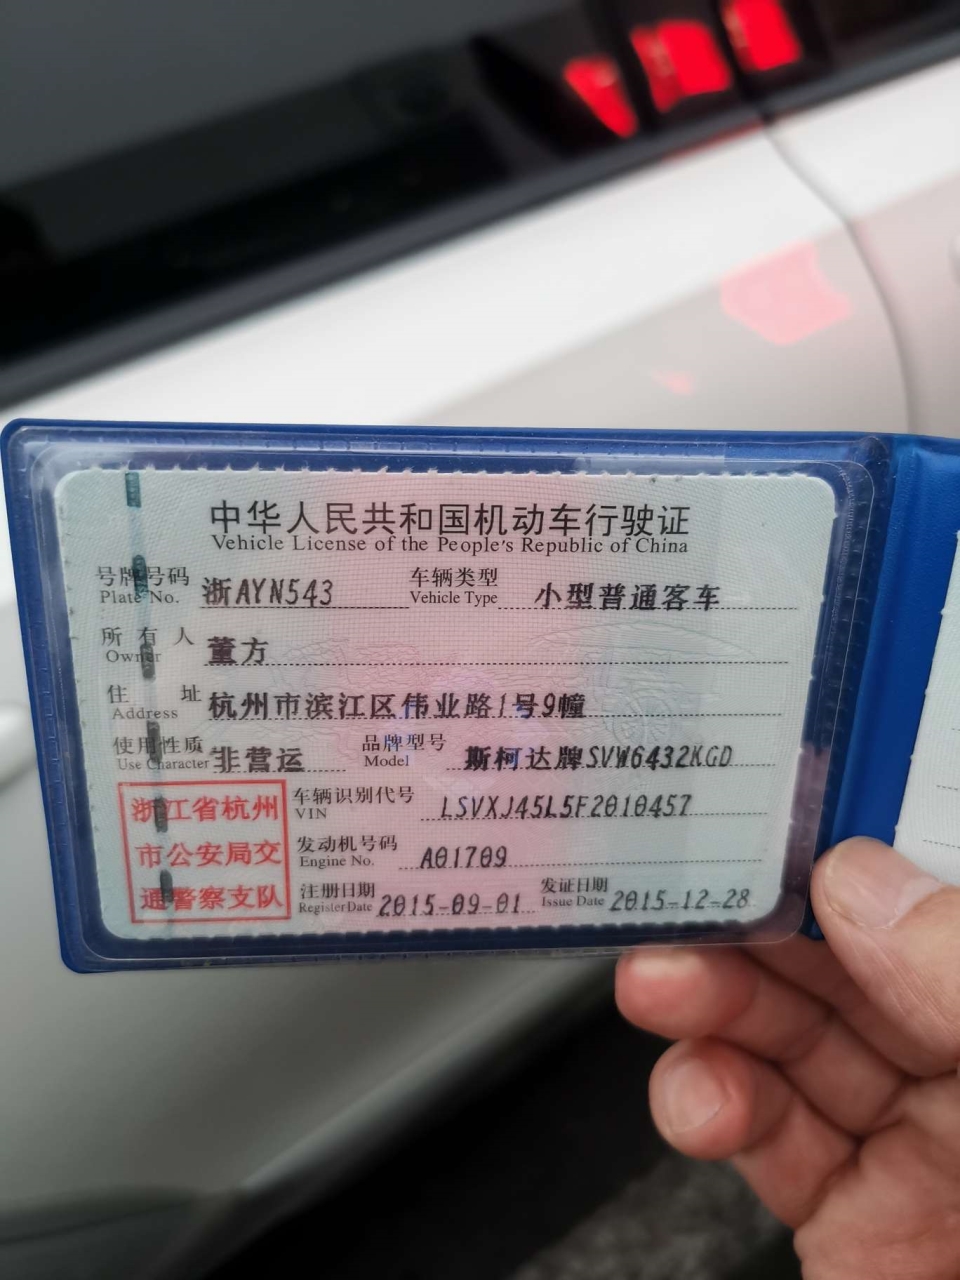 中华人民共和国机动车行驶证
Vehicle License of the People's Republic of China
号牌号码 浙AYN543 车辆类型 小型普通客车
Plate No. Vehicle Type
所有人 董方
Owner
住址 杭州市滨江区伟业路1号9幢
Address
使用性质 非营运 品牌型号 斯柯达牌SVW6432KGD
Use Character Model
浙江省杭州
市公安局交
通警察支队
车辆识别代号 LSVXJ45L5F2010457
VIN
发动机号码 A01709
Engine No.
注册日期 2015-09-01 发证日期 2015-12-28
Register Date Issue Date